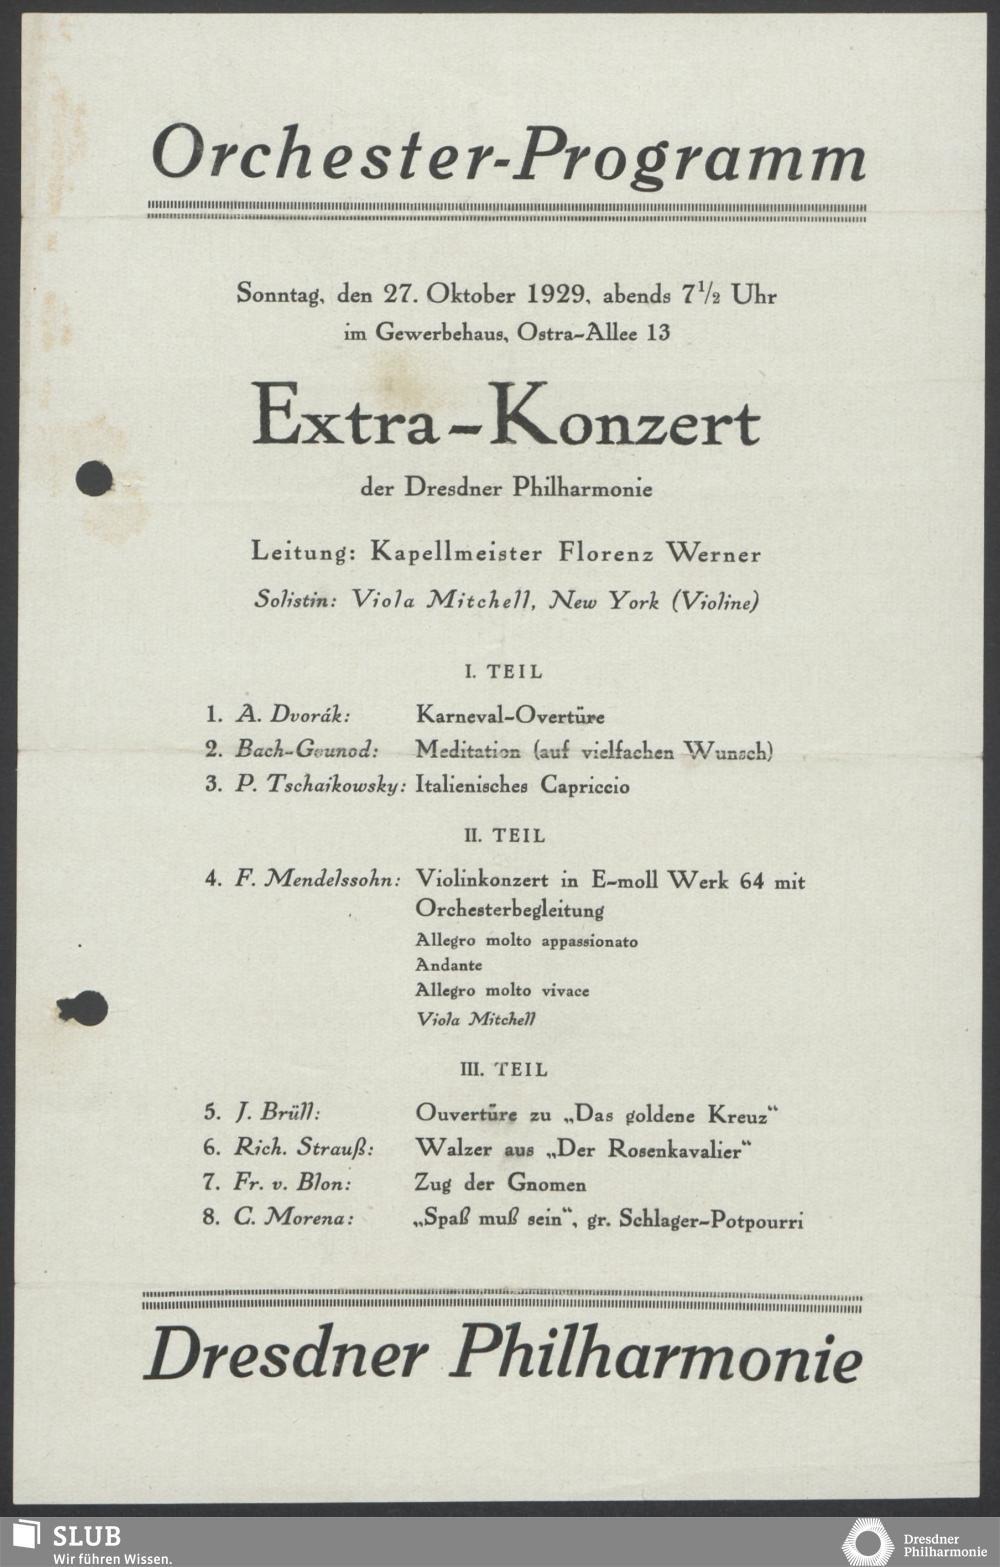 Orchester-Programm
Sonntag, den 27. Oktober 1929, abends 7½ Uhr
im Gewerbehaus, Ostra-Allee 13
Extra-Konzert
der Dresdner Philharmonie
Leitung: Kapellmeister Florenz Werner
Solistin: Viola Mitchell, New York (Violine)
I. TEIL
1. A. Dvorák: Karneval-Overtüre
2. Bach-Gounod: Meditation (auf vielfachen Wunsch)
3. P. Tschaikowsky: Italienisches Capriccio
II. TEIL
4. F. Mendelssohn: Violinkonzert in E-moll Werk 64 mit
Orchesterbegleitung
Allegro molto appassionato
Andante
Allegro molto vivace
Viola Mitchell
III. TEIL
5. J. Brüll: Ouvertüre zu „Das goldene Kreuz“
6. Rich. Strauß: Walzer aus „Der Rosenkavalier“
7. Fr. v. Blon: Zug der Gnomen
8. C. Morena: „Spaß muß sein“, gr. Schlager-Potpourri
Dresdner Philharmonie
SLUB
Wir führen Wissen.
Dresdner
Philharmonie